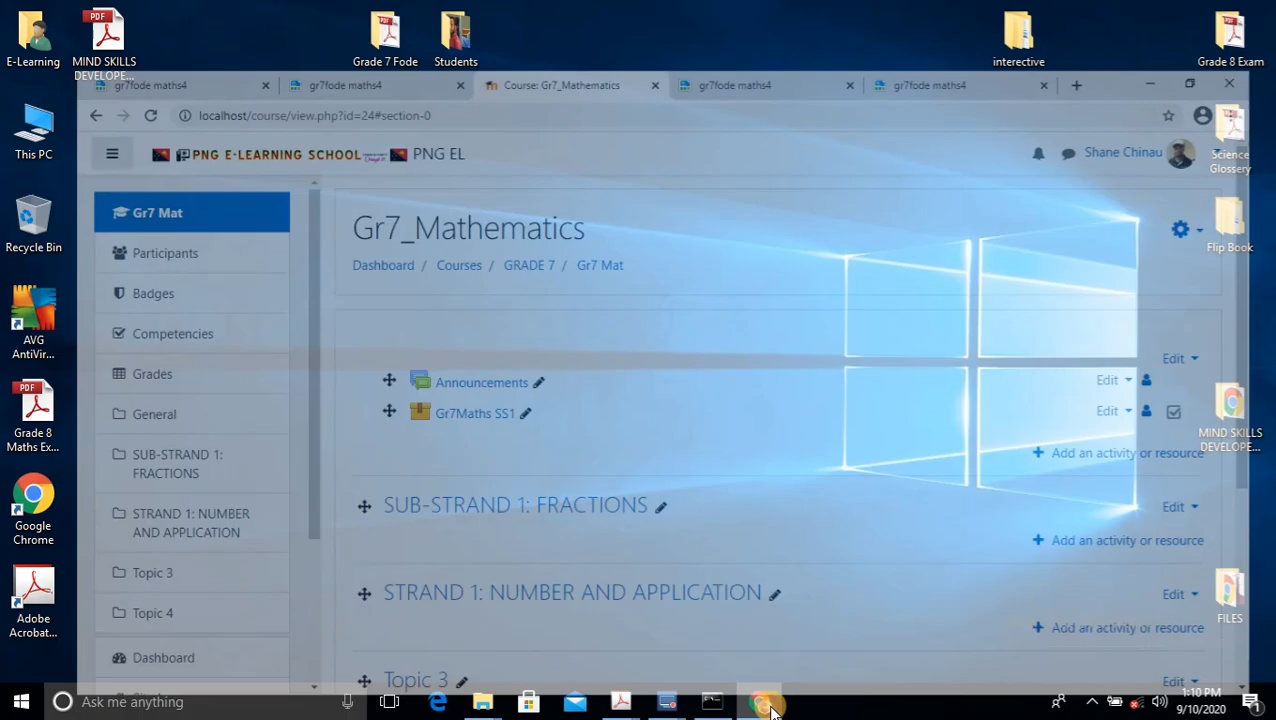 E-Learning
MIND SKILLS
DEVELOPE...
Grade 7 Fode
Students
interective
Grade 8 Exam
This PC
Recycle Bin
AVG
AntiVir...
Grade 8
Maths Ex...
Google
Chrome
Adobe
Acrobat...
Science
Glossery
Flip Book
MIND SKILLS
DEVELOPE...
FILES
gr7fode maths4
gr7fode maths4
Course: Gr7_Mathematics
gr7fode maths4
gr7fode maths4
localhost/course/view.php?id=24#section-0
PNG E-LEARNING SCHOOL
PNG EL
Shane Chinau
Gr7 Mat
Participants
Badges
Competencies
Grades
General
SUB-STRAND 1:
FRACTIONS
STRAND 1: NUMBER
AND APPLICATION
Topic 3
Topic 4
Dashboard
Gr7_Mathematics
Dashboard / Courses / GRADE 7 / Gr7 Mat
Edit
Announcements
Edit
Gr7Maths SS1
Edit
Add an activity or resource
SUB-STRAND 1: FRACTIONS
Edit
Add an activity or resource
STRAND 1: NUMBER AND APPLICATION
Edit
Add an activity or resource
Topic 3
Edit
Ask me anything
1:10 PM
9/10/2020